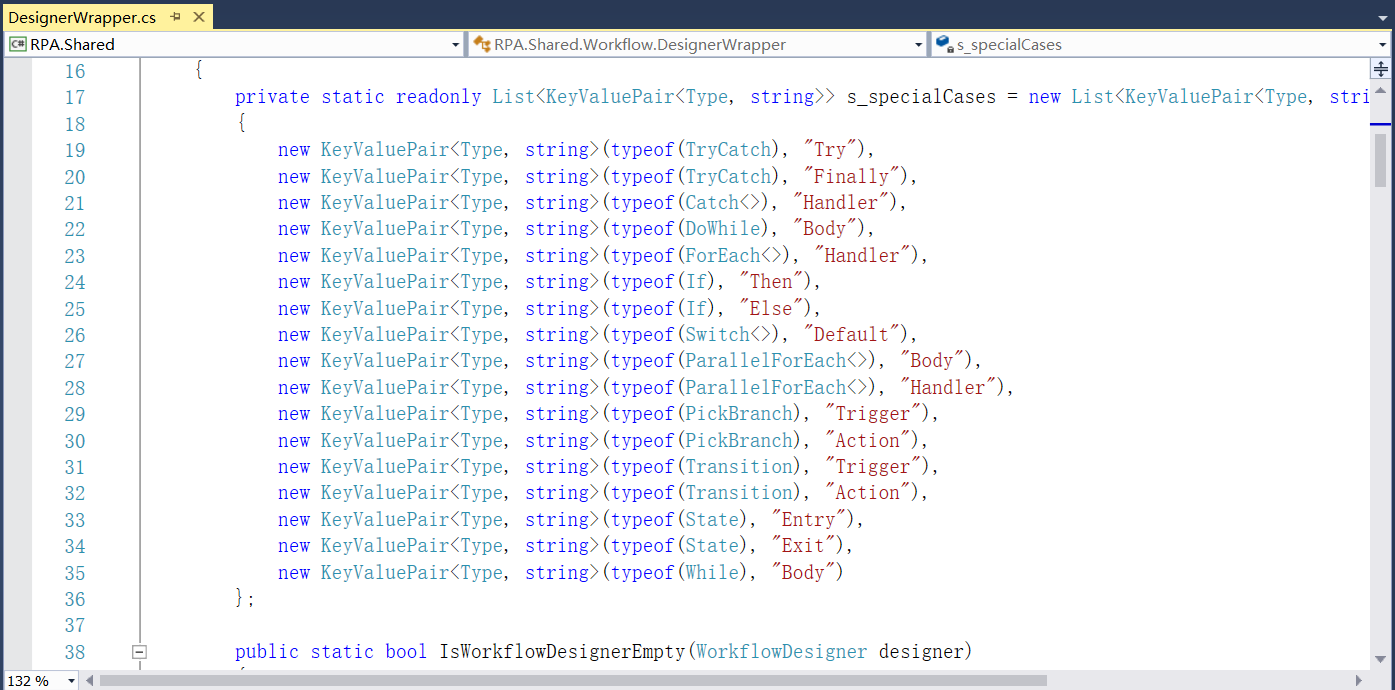 DesignerWrapper.cs
RPA.Shared RPA.Shared.Workflow.DesignerWrapper s_specialCases
16 {
17 private static readonly List<KeyValuePair<Type, string>> s_specialCases = new List<KeyValuePair<Type, stri
18 {
19 new KeyValuePair<Type, string>(typeof(TryCatch), "Try"),
20 new KeyValuePair<Type, string>(typeof(TryCatch), "Finally"),
21 new KeyValuePair<Type, string>(typeof(Catch<>), "Handler"),
22 new KeyValuePair<Type, string>(typeof(DoWhile), "Body"),
23 new KeyValuePair<Type, string>(typeof(ForEach<>), "Handler"),
24 new KeyValuePair<Type, string>(typeof(If), "Then"),
25 new KeyValuePair<Type, string>(typeof(If), "Else"),
26 new KeyValuePair<Type, string>(typeof(Switch<>), "Default"),
27 new KeyValuePair<Type, string>(typeof(ParallelForEach<>), "Body"),
28 new KeyValuePair<Type, string>(typeof(ParallelForEach<>), "Handler"),
29 new KeyValuePair<Type, string>(typeof(PickBranch), "Trigger"),
30 new KeyValuePair<Type, string>(typeof(PickBranch), "Action"),
31 new KeyValuePair<Type, string>(typeof(Transition), "Trigger"),
32 new KeyValuePair<Type, string>(typeof(Transition), "Action"),
33 new KeyValuePair<Type, string>(typeof(State), "Entry"),
34 new KeyValuePair<Type, string>(typeof(State), "Exit"),
35 new KeyValuePair<Type, string>(typeof(While), "Body")
36 };
37
38 public static bool IsWorkflowDesignerEmpty(WorkflowDesigner designer)
132 %